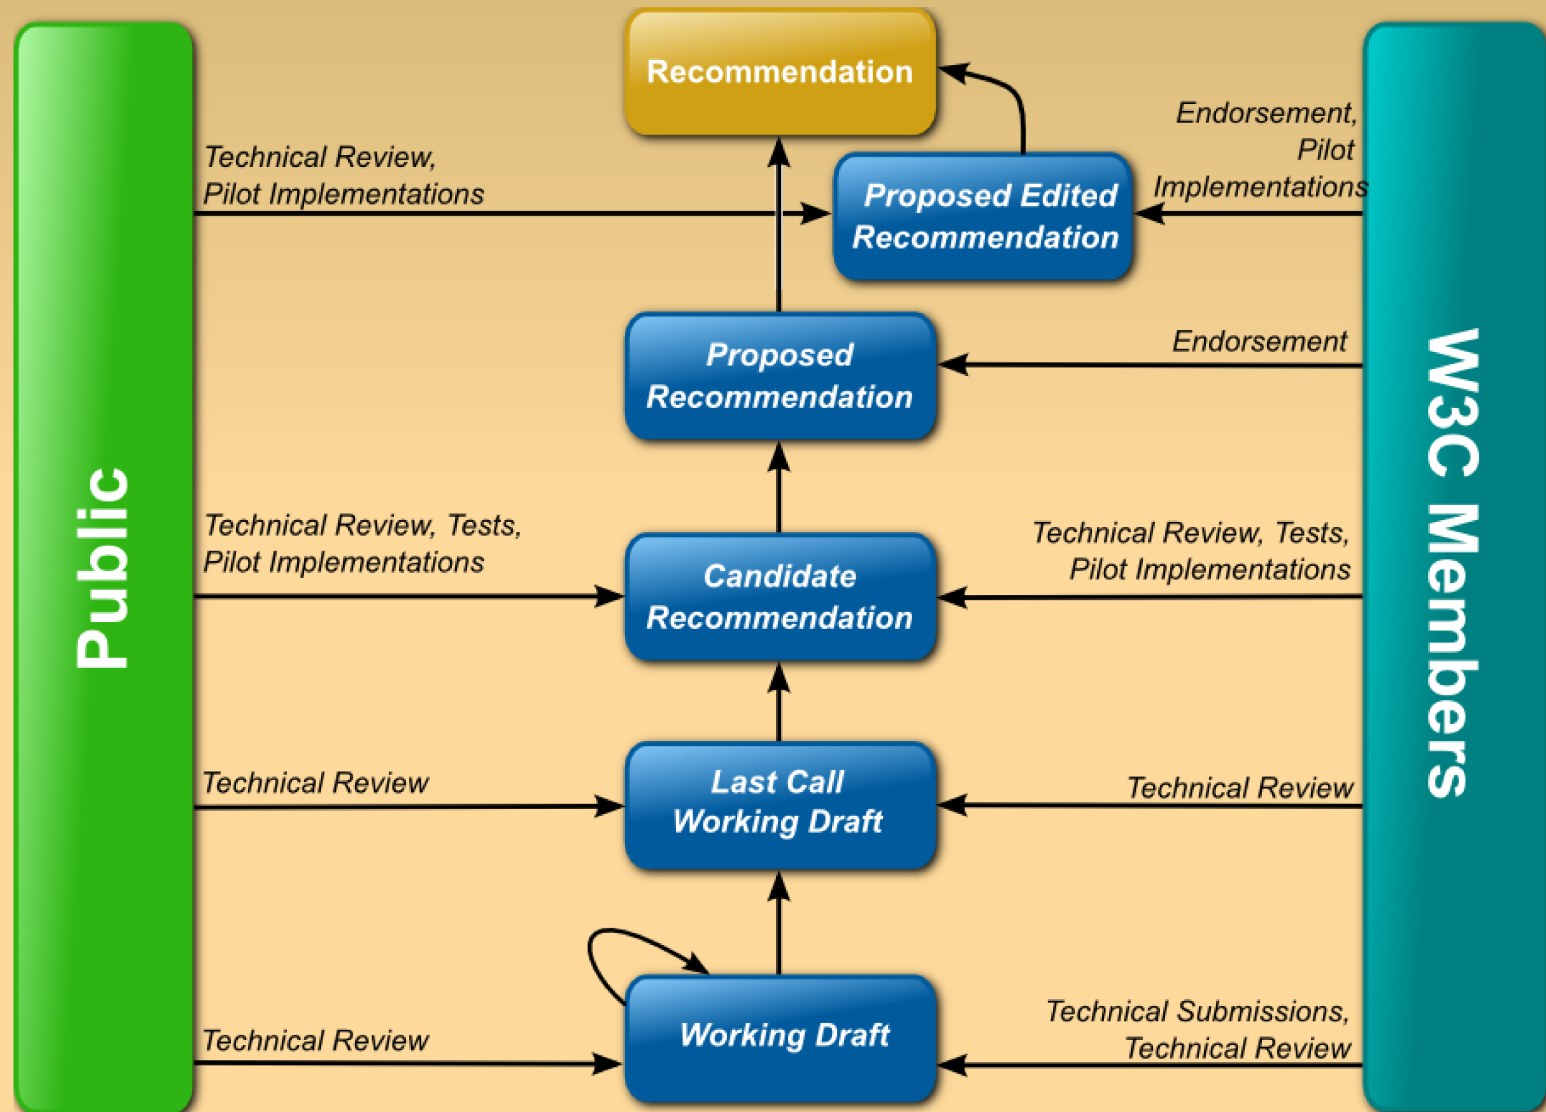 Recommendation
Endorsement,
Pilot
Implementations
Technical Review,
Pilot Implementations
Proposed Edited
Recommendation
Proposed
Recommendation
Endorsement
Public
W3C Members
Technical Review, Tests,
Pilot Implementations
Candidate
Recommendation
Technical Review, Tests,
Pilot Implementations
Technical Review
Last Call
Working Draft
Technical Review
Technical Review
Working Draft
Technical Submissions,
Technical Review